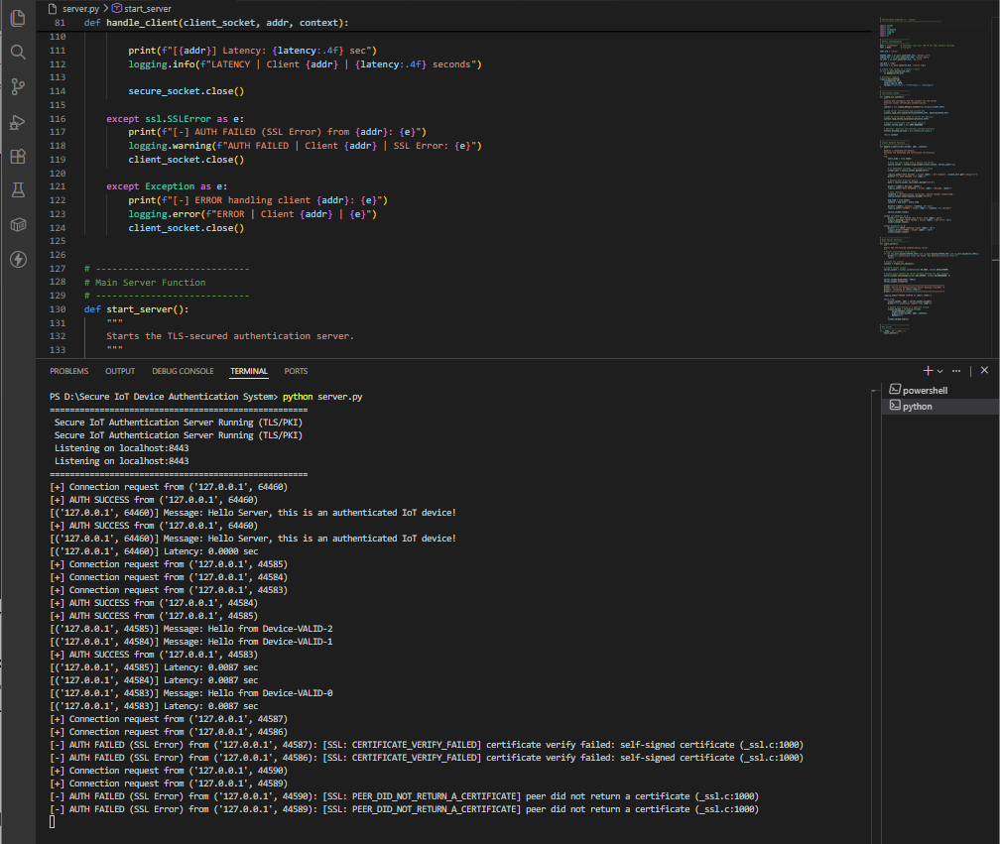 server.py > start_server
81 def handle_client(client_socket, addr, context):
110
111 print(f"[{addr}] Latency: {latency:.4f} sec")
112 logging.info(f"LATENCY | Client {addr} | {latency:.4f} seconds")
113
114 secure_socket.close()
115
116 except ssl.SSLError as e:
117 print(f"[-] AUTH FAILED (SSL Error) from {addr}: {e}")
118 logging.warning(f"AUTH FAILED | Client {addr} | SSL Error: {e}")
119 client_socket.close()
120
121 except Exception as e:
122 print(f"[-] ERROR handling client {addr}: {e}")
123 logging.error(f"ERROR | Client {addr} | {e}")
124 client_socket.close()
125
126
127 # ----------------------------
128 # Main Server Function
129 # ----------------------------
130 def start_server():
131 """
132 Starts the TLS-secured authentication server.
133 """
PROBLEMS OUTPUT DEBUG CONSOLE TERMINAL PORTS
powershell
python
PS D:\Secure IoT Device Authentication System> python server.py
====================================================
Secure IoT Authentication Server Running (TLS/PKI)
Secure IoT Authentication Server Running (TLS/PKI)
Listening on localhost:8443
Listening on localhost:8443
====================================================
[+] Connection request from ('127.0.0.1', 64460)
[+] AUTH SUCCESS from ('127.0.0.1', 64460)
[('127.0.0.1', 64460)] Message: Hello Server, this is an authenticated IoT device!
[+] AUTH SUCCESS from ('127.0.0.1', 64460)
[('127.0.0.1', 64460)] Message: Hello Server, this is an authenticated IoT device!
[('127.0.0.1', 64460)] Latency: 0.0000 sec
[+] Connection request from ('127.0.0.1', 44585)
[+] Connection request from ('127.0.0.1', 44584)
[+] Connection request from ('127.0.0.1', 44583)
[+] AUTH SUCCESS from ('127.0.0.1', 44584)
[+] AUTH SUCCESS from ('127.0.0.1', 44585)
[('127.0.0.1', 44585)] Message: Hello from Device-VALID-2
[('127.0.0.1', 44584)] Message: Hello from Device-VALID-1
[+] AUTH SUCCESS from ('127.0.0.1', 44583)
[('127.0.0.1', 44585)] Latency: 0.0087 sec
[('127.0.0.1', 44584)] Latency: 0.0087 sec
[('127.0.0.1', 44583)] Message: Hello from Device-VALID-0
[('127.0.0.1', 44583)] Latency: 0.0087 sec
[+] Connection request from ('127.0.0.1', 44587)
[+] Connection request from ('127.0.0.1', 44586)
[-] AUTH FAILED (SSL Error) from ('127.0.0.1', 44587): [SSL: CERTIFICATE_VERIFY_FAILED] certificate verify failed: self-signed certificate (_ssl.c:1000)
[-] AUTH FAILED (SSL Error) from ('127.0.0.1', 44586): [SSL: CERTIFICATE_VERIFY_FAILED] certificate verify failed: self-signed certificate (_ssl.c:1000)
[+] Connection request from ('127.0.0.1', 44590)
[+] Connection request from ('127.0.0.1', 44589)
[-] AUTH FAILED (SSL Error) from ('127.0.0.1', 44590): [SSL: PEER_DID_NOT_RETURN_A_CERTIFICATE] peer did not return a certificate (_ssl.c:1000)
[-] AUTH FAILED (SSL Error) from ('127.0.0.1', 44589): [SSL: PEER_DID_NOT_RETURN_A_CERTIFICATE] peer did not return a certificate (_ssl.c:1000)